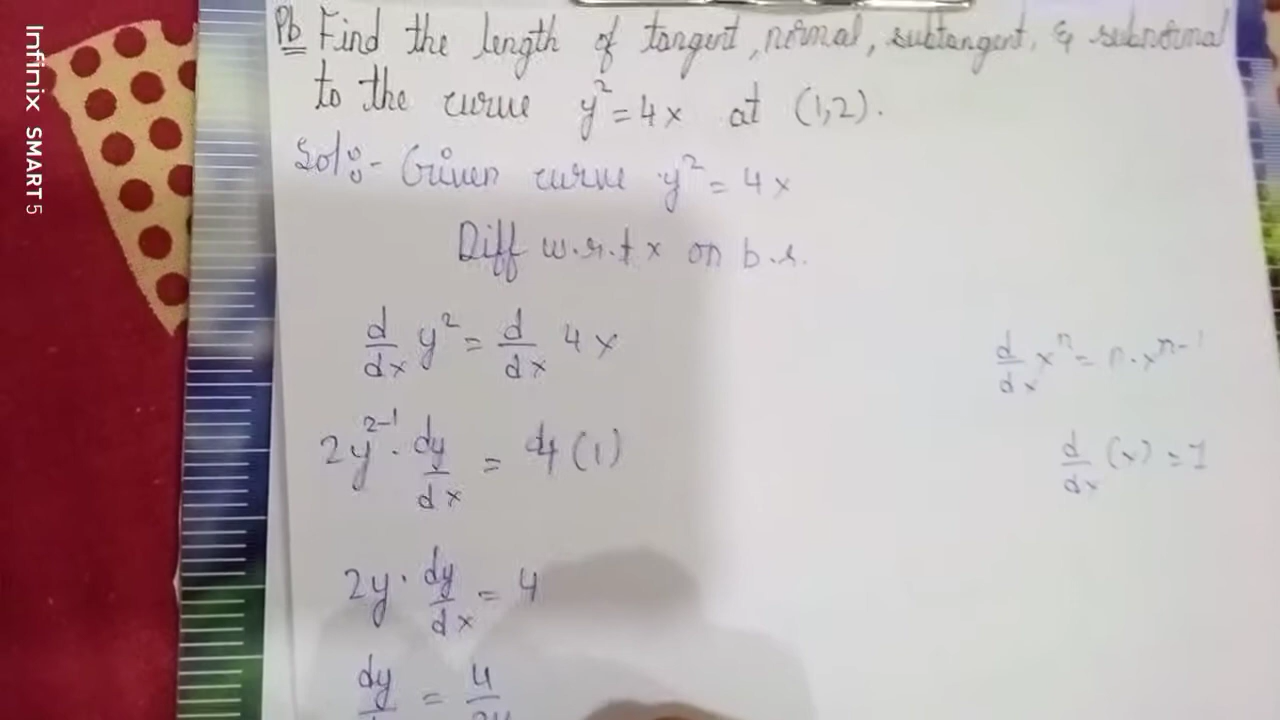 Pb Find the length of tangent, normal, subtangent, & subnormal
to the curve y² = 4x at (1,2).
Sol:- Given curve y² = 4x
Diff w.r.t x on b.s.
d/dx y² = d/dx 4x
d/dx xⁿ = n·xⁿ⁻¹
2y²⁻¹ · dy/dx = 4(1)
d/dx (x) = 1
2y · dy/dx = 4
dy = 4
Infinix SMART 5